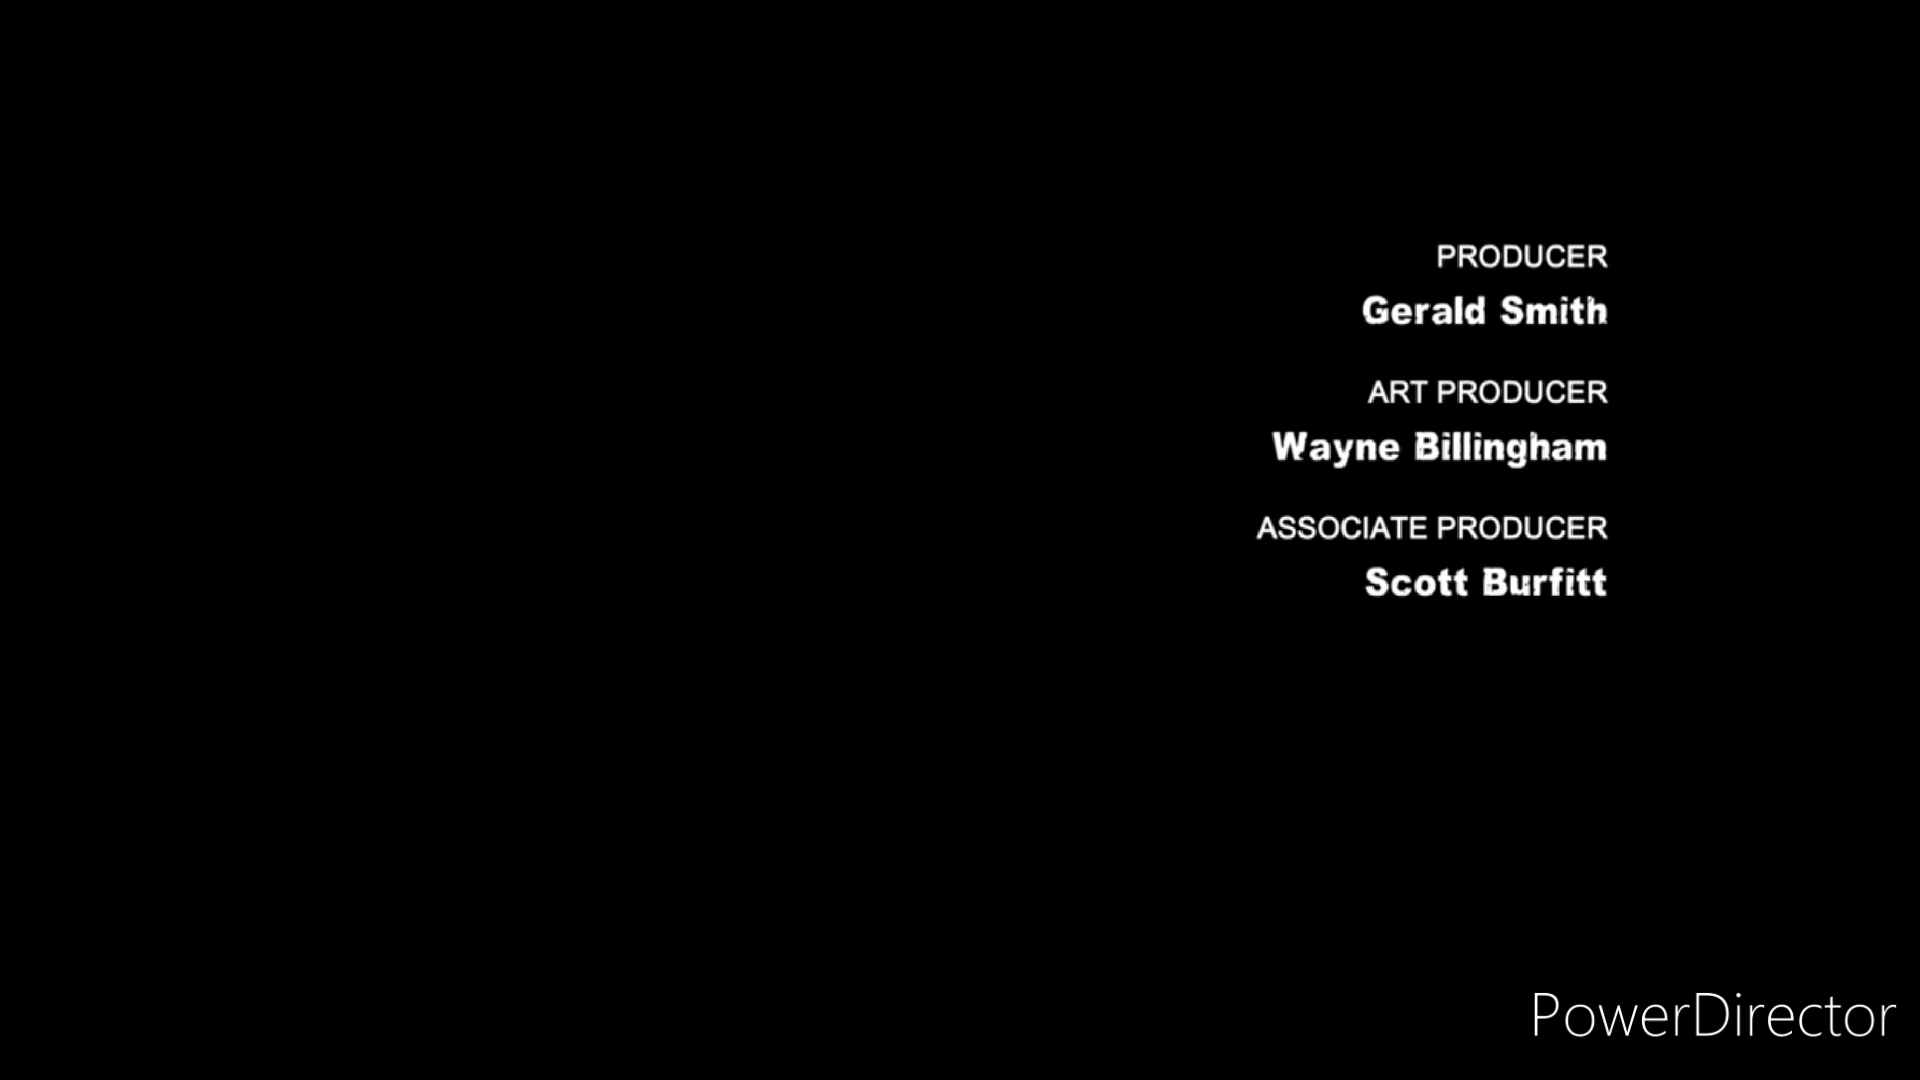 PRODUCER
Gerald Smith
ART PRODUCER
Wayne Billingham
ASSOCIATE PRODUCER
Scott Burfitt
PowerDirector